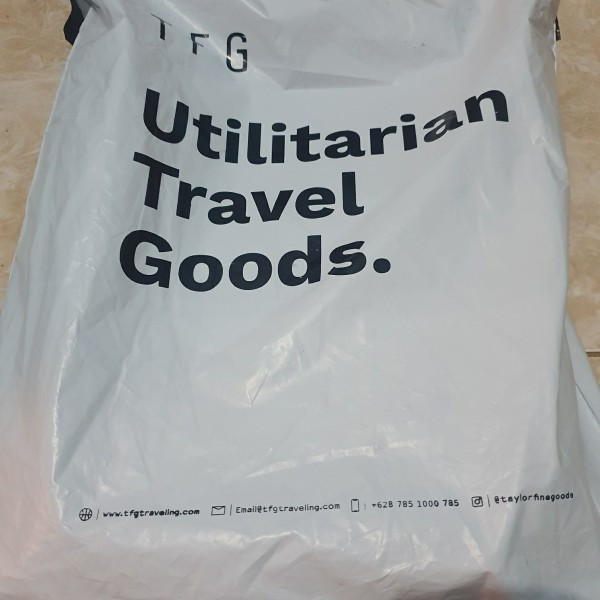 TFG
Utilitarian
Travel
Goods.
| www.tfgtraveling.com | Email@tfgtraveling.com | +628 785 1000 785 | @taylorfinegoods